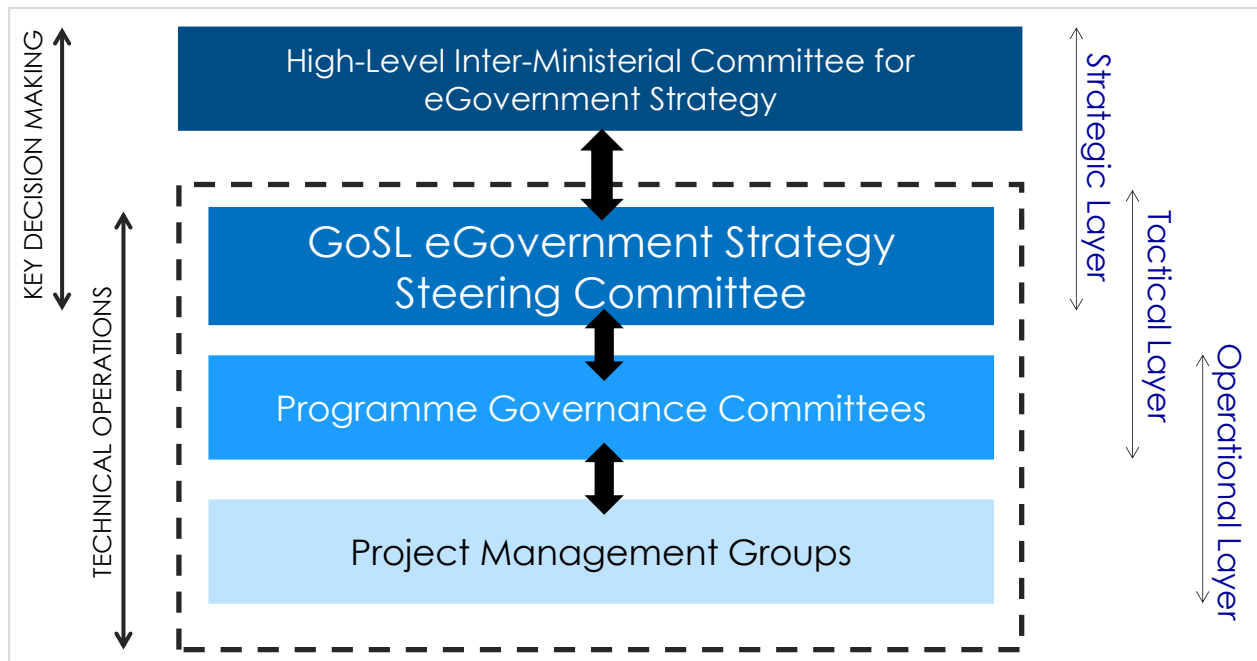 KEY DECISION MAKING
TECHNICAL OPERATIONS
High-Level Inter-Ministerial Committee for
eGovernment Strategy
GoSL eGovernment Strategy
Steering Committee
Programme Governance Committees
Project Management Groups
Strategic Layer
Tactical Layer
Operational Layer